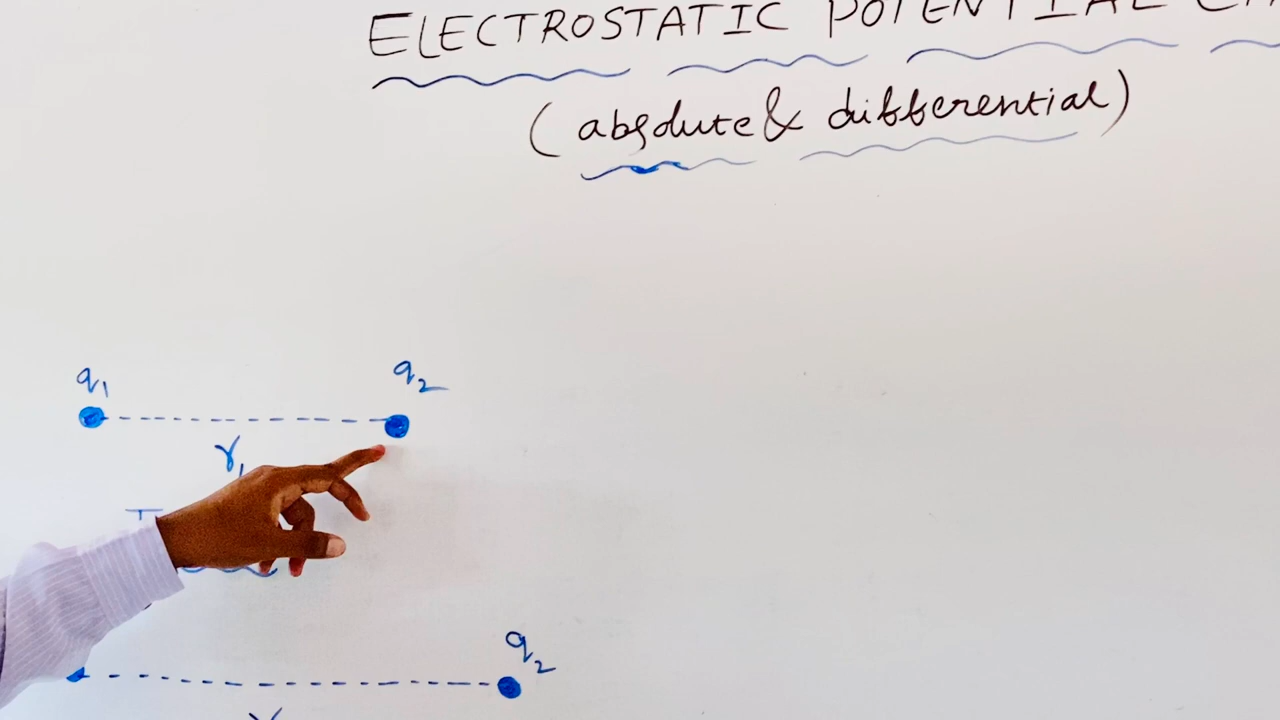 ELECTROSTATIC POTENTIAL
(absolute & differential)
q1 q2
r1
q2